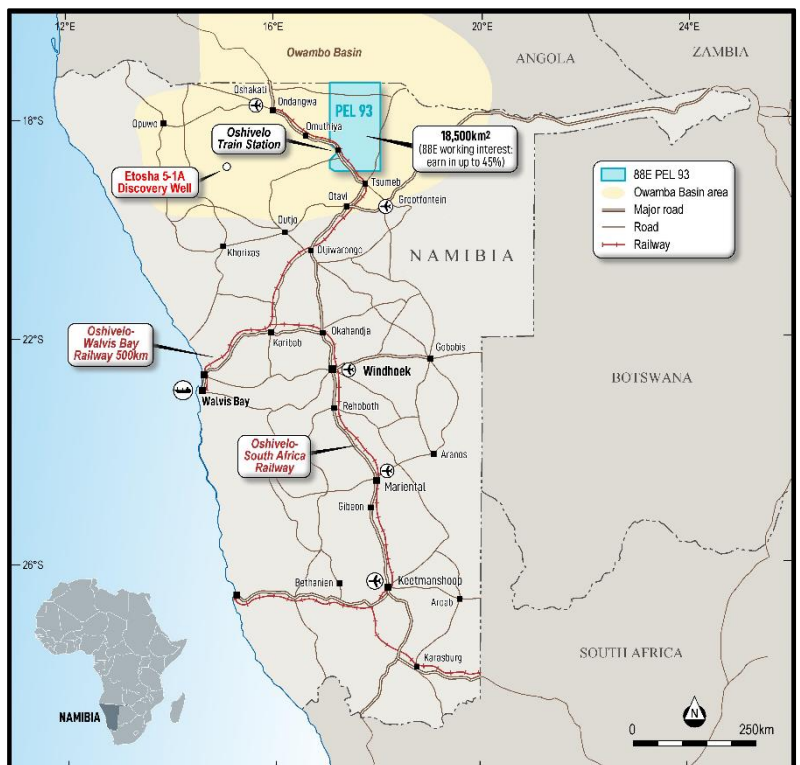 12°E
16°E
20°E
24°E
Owambo Basin
ANGOLA
ZAMBIA
Oshakati
Ondangwa
PEL 93
18°S
Opuwo
Omuthiya
Oshivelo
Train Station
18,500km²
(88E working interest:
earn in up to 45%)
Etosha 5-1A
Discovery Well
Tsumeb
Otavi
Grootfontein
88E PEL 93
Owamba Basin area
Major road
Road
Railway
Outjo
Khorixas
Otjiwarongo
NAMIBIA
22°S
Oshivelo-
Walvis Bay
Railway 500km
Karibob
Okahandja
Gobobis
Windhoek
BOTSWANA
Walvis Bay
Rehoboth
Oshivelo-
South Africa
Railway
Aranos
Mariental
Gibeon
26°S
Bethanien
Keetmanshoop
Aroab
Karasburg
SOUTH AFRICA
NAMIBIA
N
0
250km